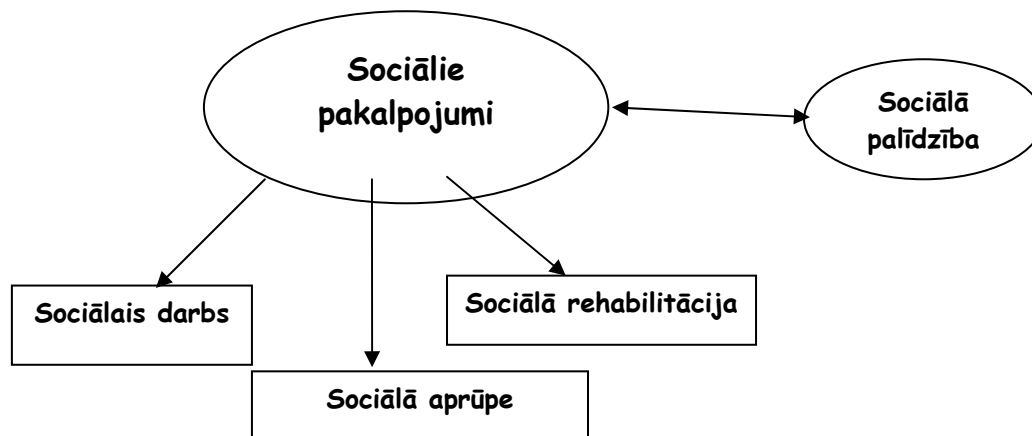 Sociālie
pakalpojumi
Sociālā
palīdzība
Sociālais darbs
Sociālā rehabilitācija
Sociālā aprūpe